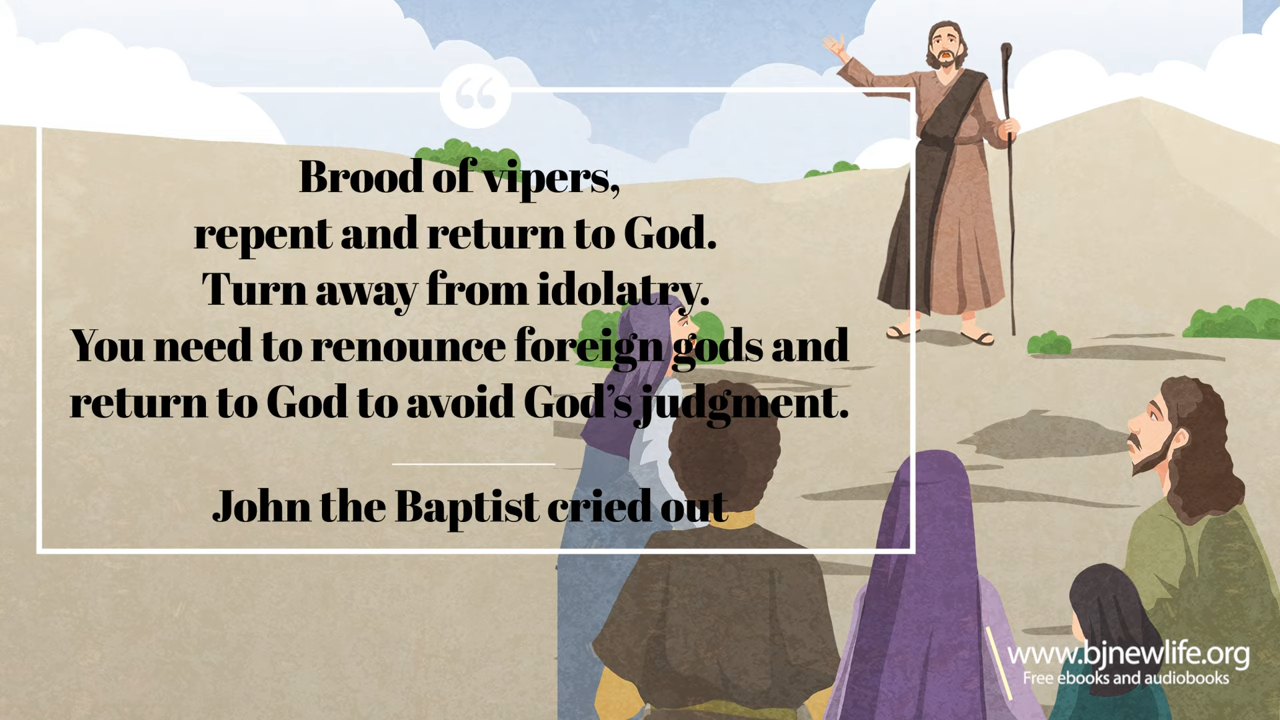 “
Brood of vipers,
repent and return to God.
Turn away from idolatry.
You need to renounce foreign gods and
return to God to avoid God’s judgment.
John the Baptist cried out
www.bjnewlife.org
Free ebooks and audiobooks